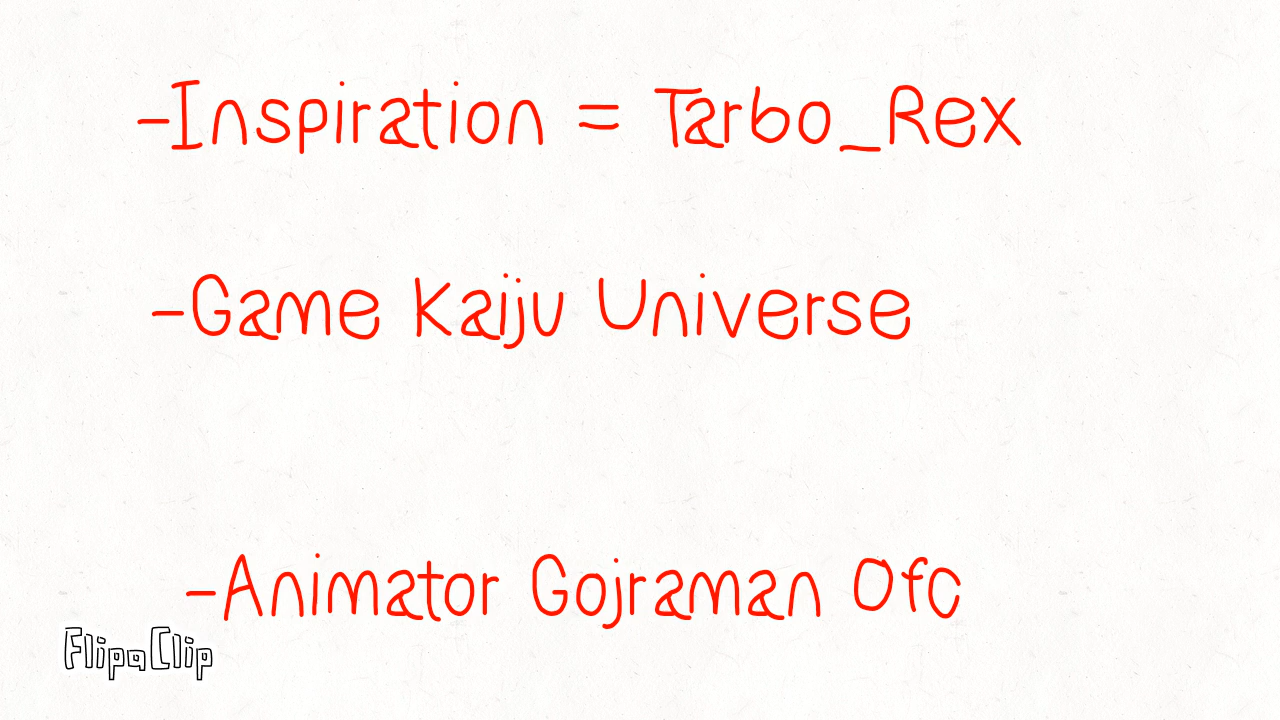 -Inspiration = Tarbo_Rex
-Game Kaiju Universe
-Animator Gojraman Ofc
FlipaClip